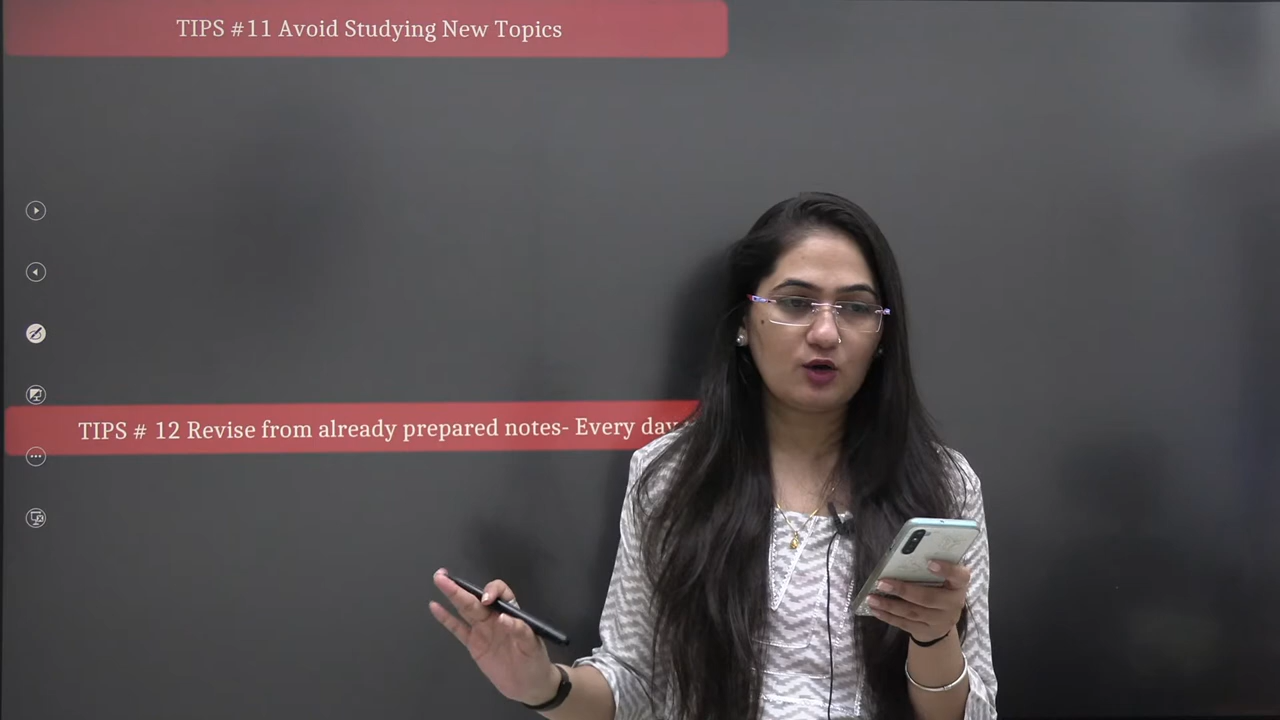 TIPS #11 Avoid Studying New Topics
TIPS # 12 Revise from already prepared notes- Every day